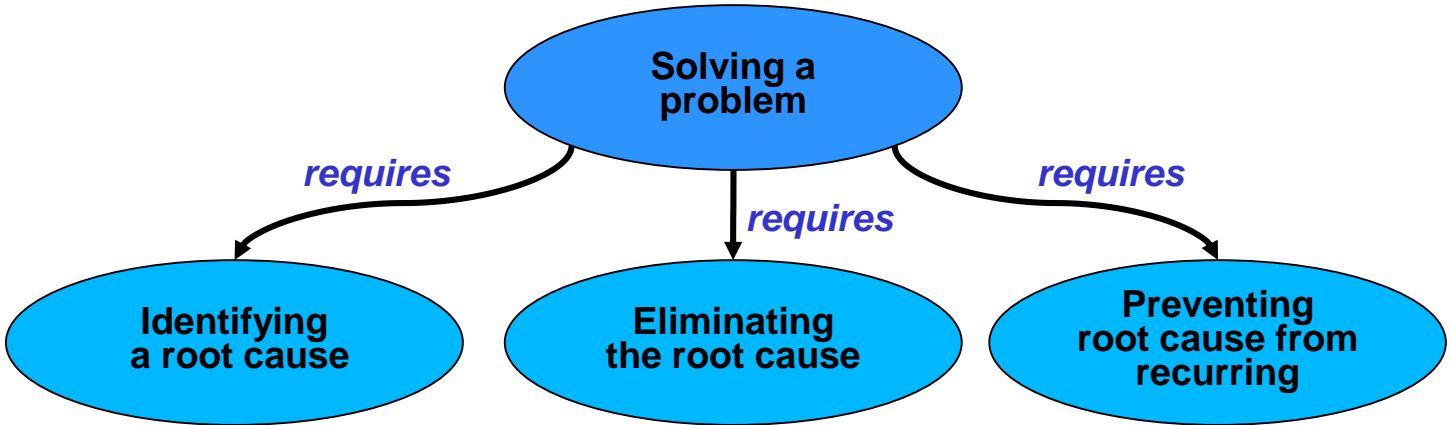 Solving a
problem
requires
requires
requires
Identifying
a root cause
Eliminating
the root cause
Preventing
root cause from
recurring